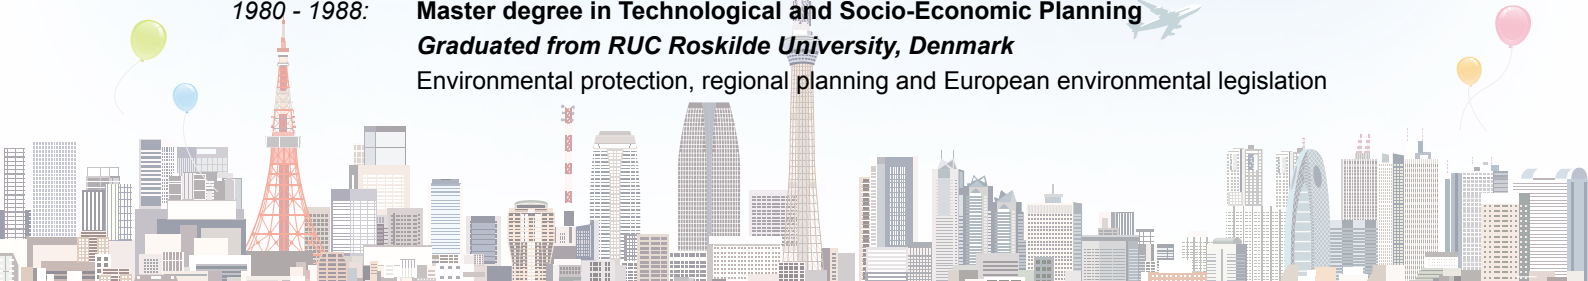 1980 - 1988: Master degree in Technological and Socio-Economic Planning
Graduated from RUC Roskilde University, Denmark
Environmental protection, regional planning and European environmental legislation